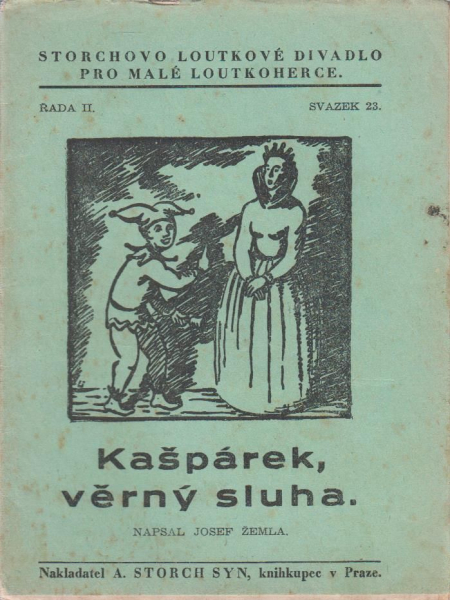 STORCHOVO LOUTKOVÉ DIVADLO
PRO MALÉ LOUTKOHERCE.
ŘADA II. SVAZEK 23.
Kašpárek,
věrný sluha.
NAPSAL JOSEF ŽEMLA.
Nakladatel A. STORCH SYN, knihkupec v Praze.